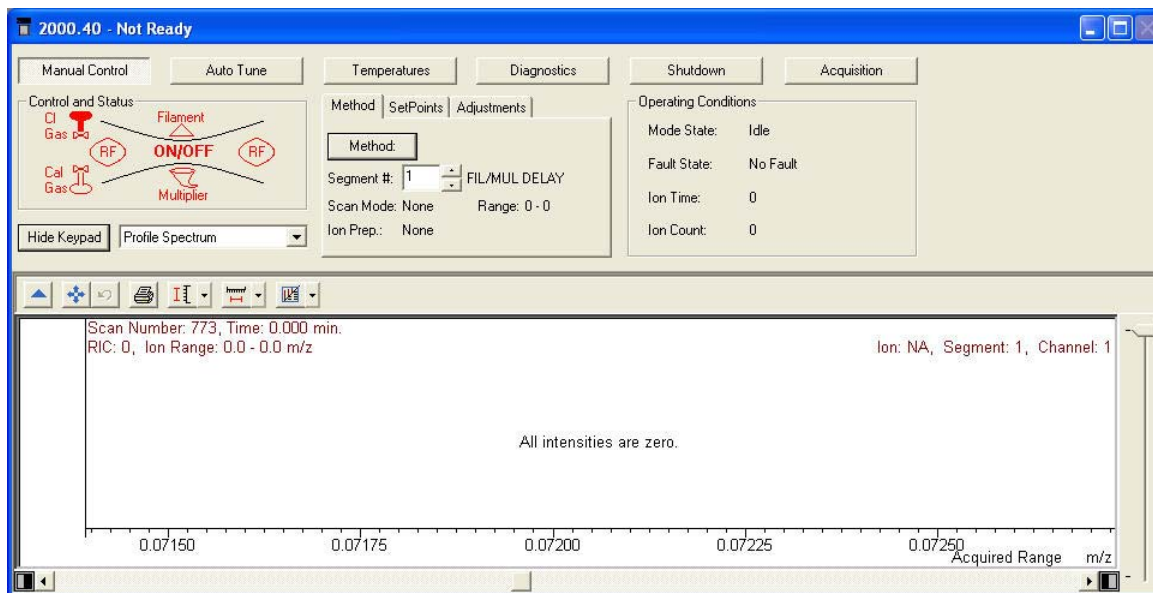 2000.40 - Not Ready
Manual Control Auto Tune Temperatures Diagnostics Shutdown Acquisition
Control and Status
CI Gas
Filament
RF ON/OFF RF
Cal Gas
Multiplier
Hide Keypad Profile Spectrum
Method SetPoints Adjustments
Method:
Segment #: 1 FIL/MUL DELAY
Scan Mode: None Range: 0 - 0
Ion Prep.: None
Operating Conditions
Mode State: Idle
Fault State: No Fault
Ion Time: 0
Ion Count: 0
Scan Number: 773, Time: 0.000 min.
RIC: 0, Ion Range: 0.0 - 0.0 m/z
Ion: NA, Segment: 1, Channel: 1
All intensities are zero.
0.07150 0.07175 0.07200 0.07225 0.07250
Acquired Range m/z